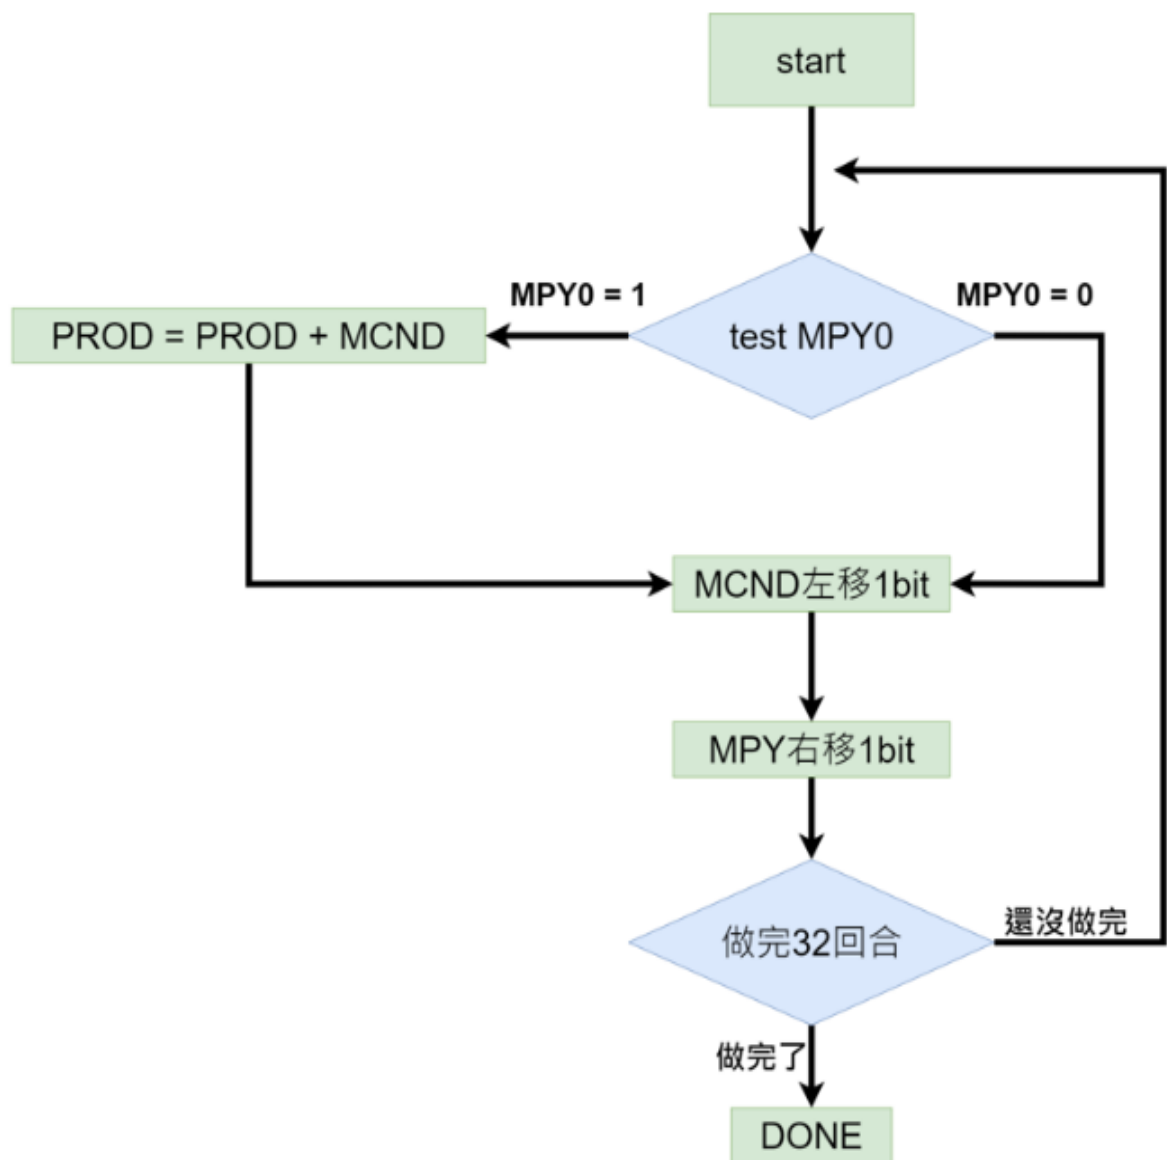 start
MPY0 = 1
MPY0 = 0
test MPY0
PROD = PROD + MCND
MCND左移1bit
MPY右移1bit
做完32回合
還沒做完
做完了
DONE